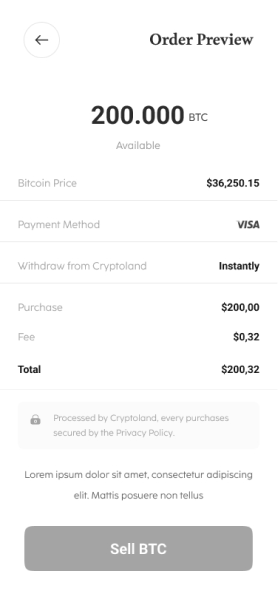 Order Preview
200.000 BTC
Available
Bitcoin Price $36,250.15
Payment Method VISA
Withdraw from Cryptoland Instantly
Purchase $200,00
Fee $0,32
Total $200,32
Processed by Cryptoland, every purchases
secured by the Privacy Policy.
Lorem ipsum dolor sit amet, consectetur adipiscing
elit. Mattis posuere non tellus
Sell BTC